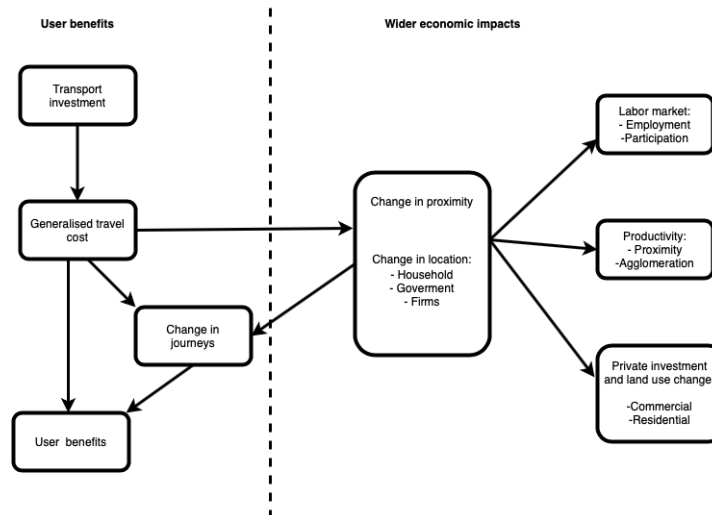 User benefits
Wider economic impacts
Transport
investment
Generalised travel
cost
Change in
journeys
User benefits
Change in proximity
Change in location:
- Household
- Goverment
- Firms
Labor market:
- Employment
-Participation
Productivity:
- Proximity
-Agglomeration
Private investment
and land use change
-Commercial
-Residential